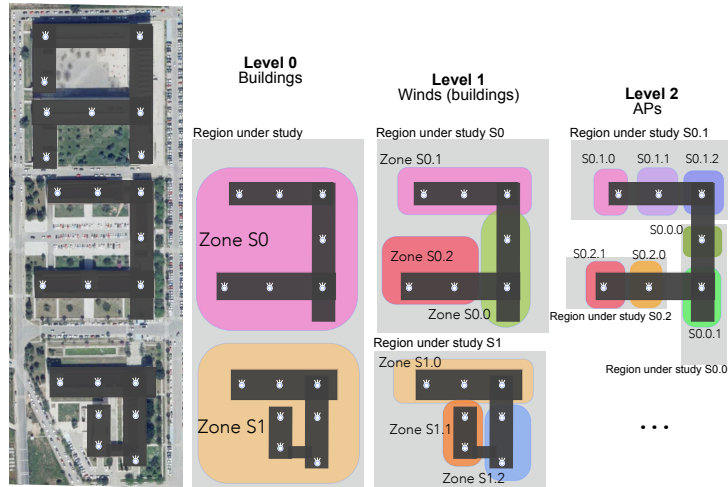 Level 0
Buildings
Level 1
Winds (buildings)
Level 2
APs
Region under study
Region under study S0
Region under study S0.1
Zone S0.1
S0.1.0
S0.1.1
S0.1.2
Zone S0
Zone S0.2
Zone S0.0
S0.0.0
S0.2.1
S0.2.0
Region under study S0.2
S0.0.1
Region under study S1
Region under study S0.0
Zone S1.0
Zone S1
Zone S1.1
Zone S1.2
...